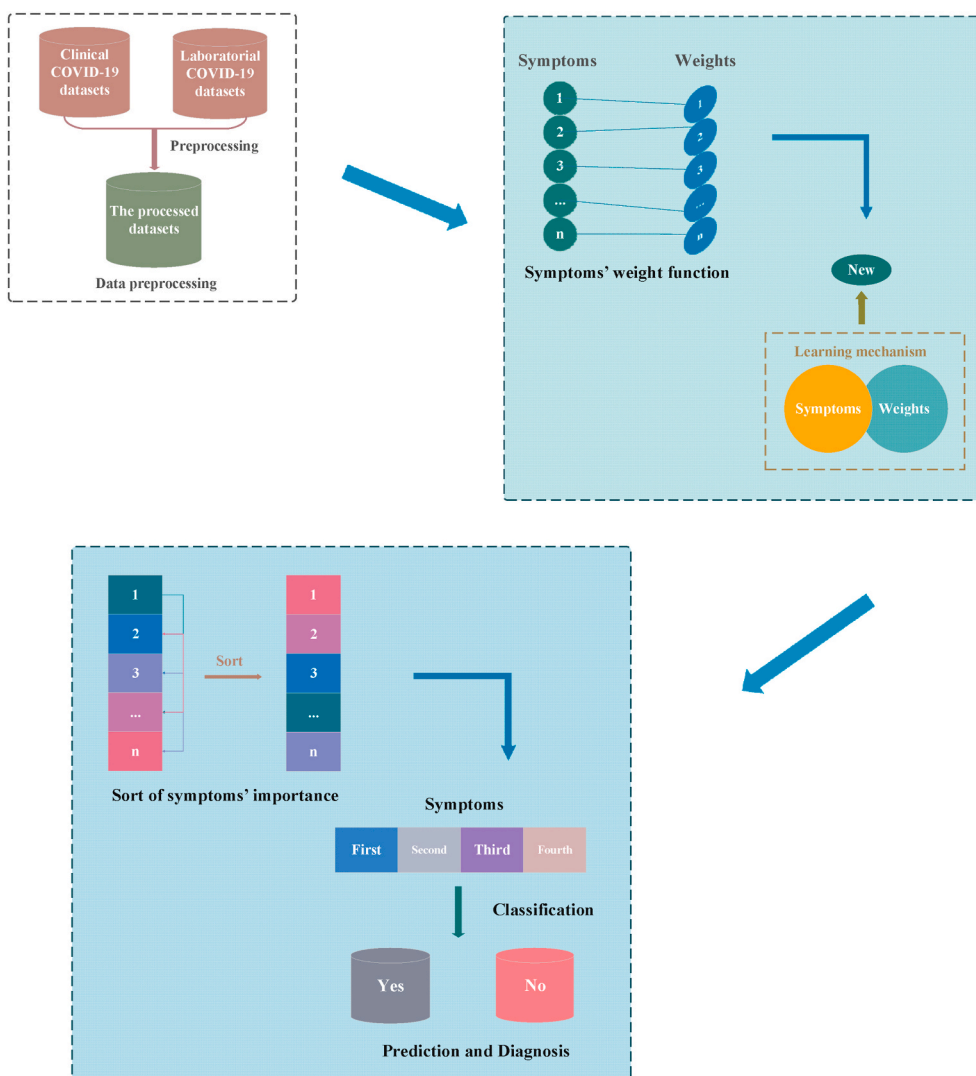 Clinical
COVID-19
datasets
Laboratorial
COVID-19
datasets
Preprocessing
The processed
datasets
Data preprocessing
Symptoms
Weights
1
2
3
...
n
1
2
3
...
n
Symptoms' weight function
New
Learning mechanism
Symptoms
Weights
1
2
3
...
n
Sort
1
2
3
...
n
Sort of symptoms' importance
Symptoms
First
Second
Third
Fourth
Classification
Yes
No
Prediction and Diagnosis